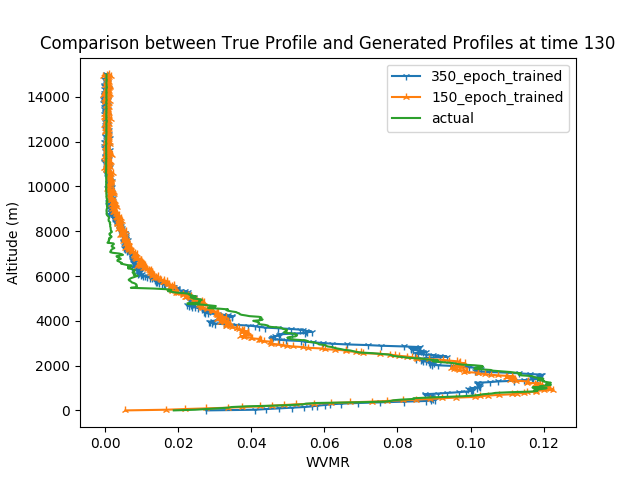 Comparison between True Profile and Generated Profiles at time 130
350_epoch_trained
150_epoch_trained
actual
14000
12000
10000
8000
6000
4000
2000
0
Altitude (m)
0.00 0.02 0.04 0.06 0.08 0.10 0.12
WVMR